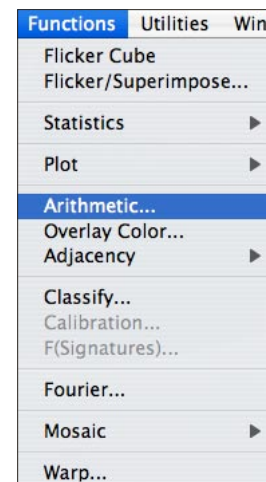 Functions Utilities Win
Flicker Cube
Flicker/Superimpose...
Statistics
Plot
Arithmetic...
Overlay Color...
Adjacency
Classify...
Calibration...
F(Signatures)...
Fourier...
Mosaic
Warp...